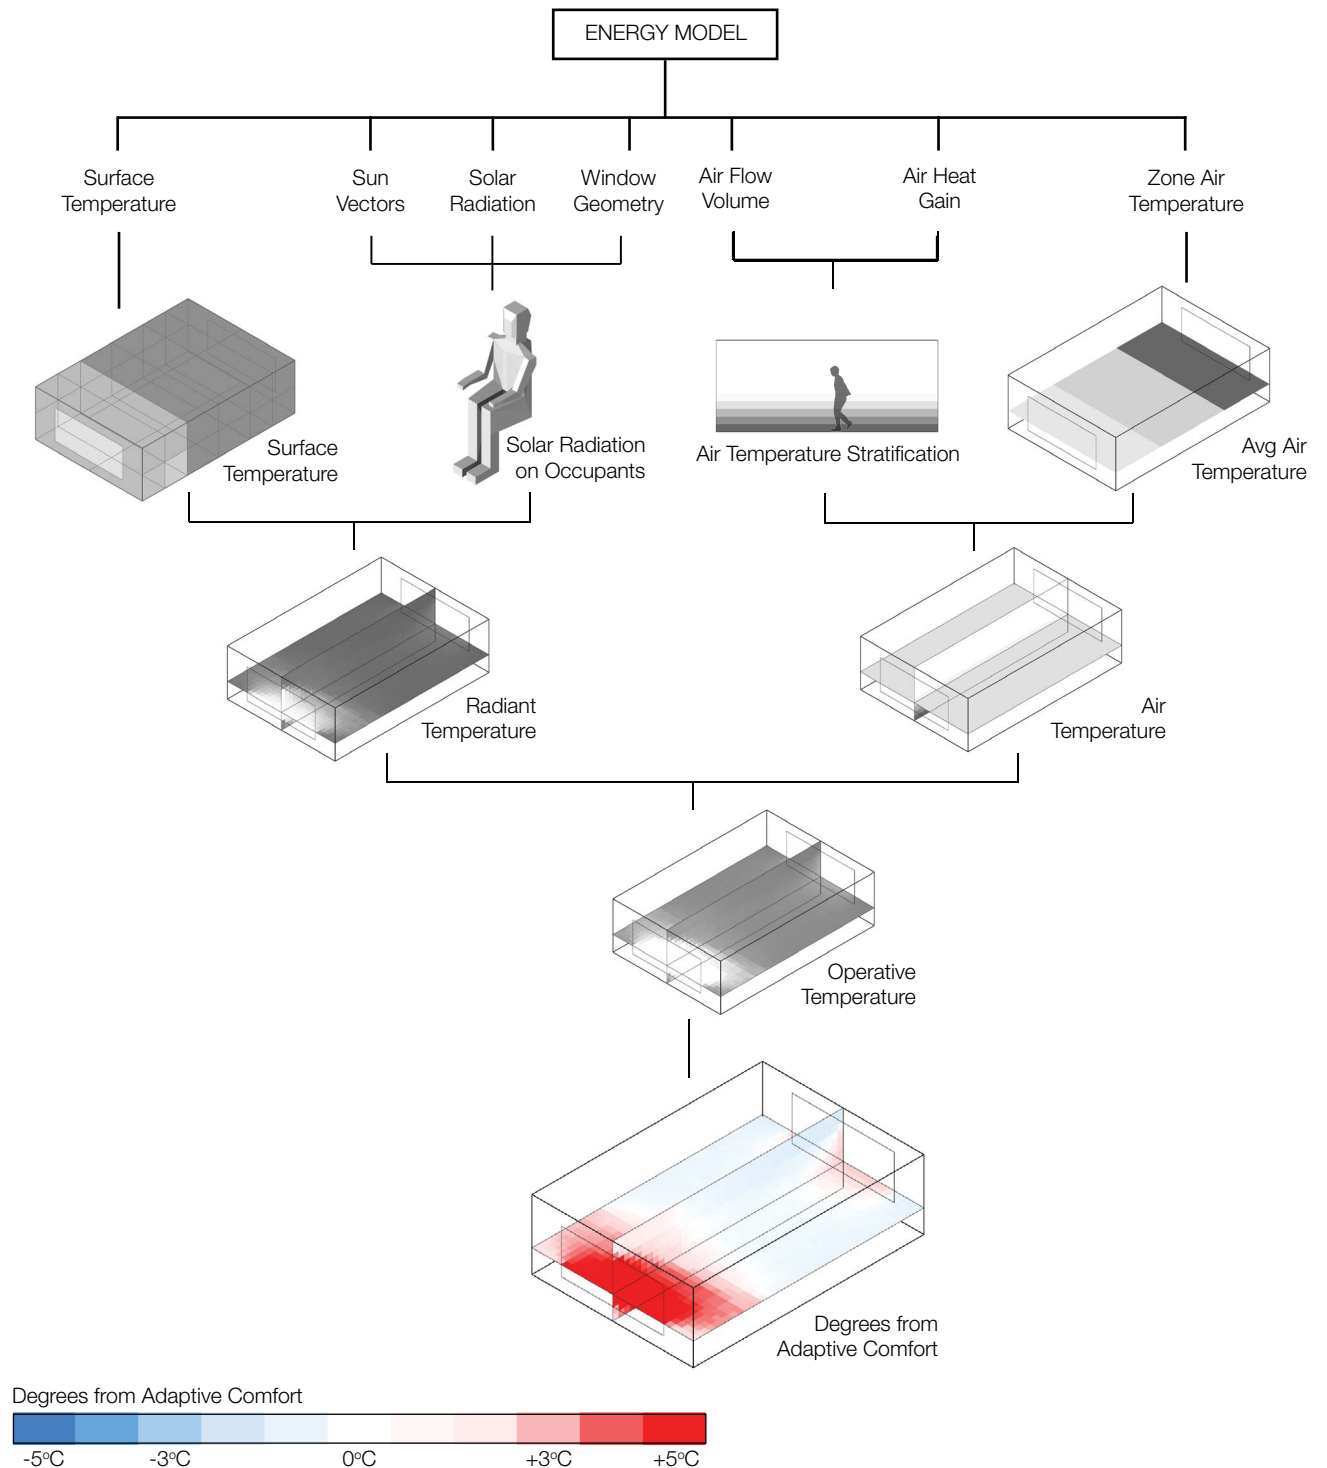 ENERGY MODEL
Surface
Temperature
Sun
Vectors
Solar
Radiation
Window
Geometry
Air Flow
Volume
Air Heat
Gain
Zone Air
Temperature
Surface
Temperature
Solar Radiation
on Occupants
Air Temperature Stratification
Avg Air
Temperature
Radiant
Temperature
Air
Temperature
Operative
Temperature
Degrees from
Adaptive Comfort
Degrees from Adaptive Comfort
-5ºC -3ºC 0ºC +3ºC +5ºC